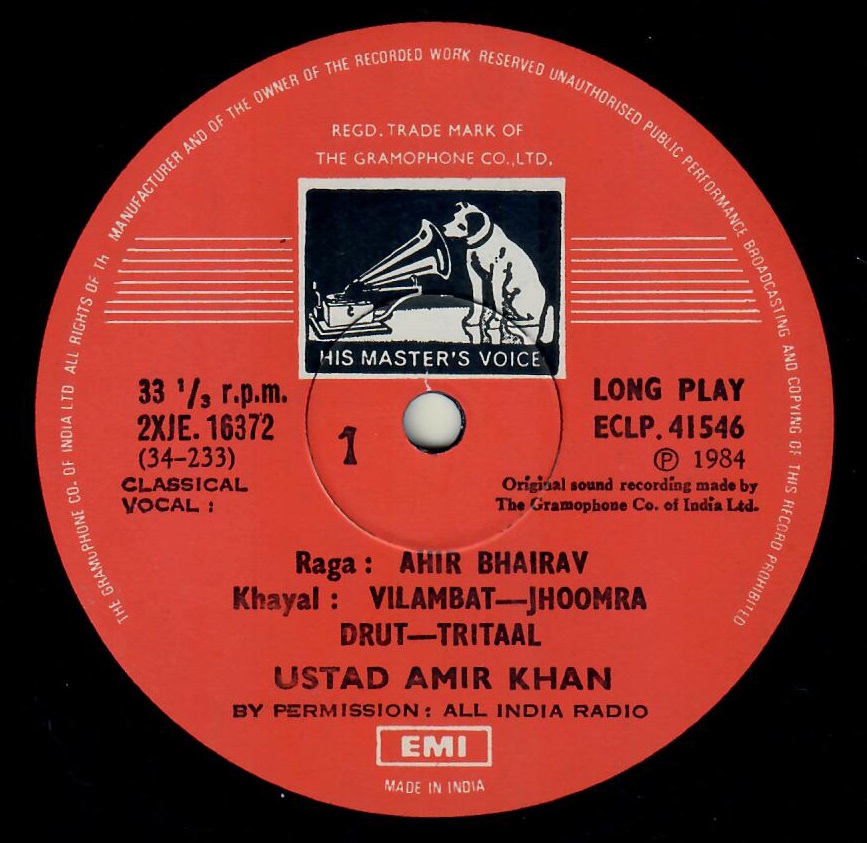 THE GRAMOPHONE CO. OF INDIA LTD ALL RIGHTS OF TH MANUFACTURER AND OF THE OWNER OF THE RECORDED WORK RESERVED UNAUTHORISED PUBLIC PERFORMANCE BROADCASTING AND COPYING OF THIS RECORD PROHIBITED
REGD. TRADE MARK OF
THE GRAMOPHONE CO.,LTD.
HIS MASTER'S VOICE
33 1/3 r.p.m.
2XJE. 16372
(34-233)
CLASSICAL
VOCAL :
1
LONG PLAY
ECLP. 41546
℗ 1984
Original sound recording made by
The Gramophone Co. of India Ltd.
Raga : AHIR BHAIRAV
Khayal : VILAMBAT—JHOOMRA
DRUT—TRITAAL
USTAD AMIR KHAN
BY PERMISSION : ALL INDIA RADIO
EMI
MADE IN INDIA